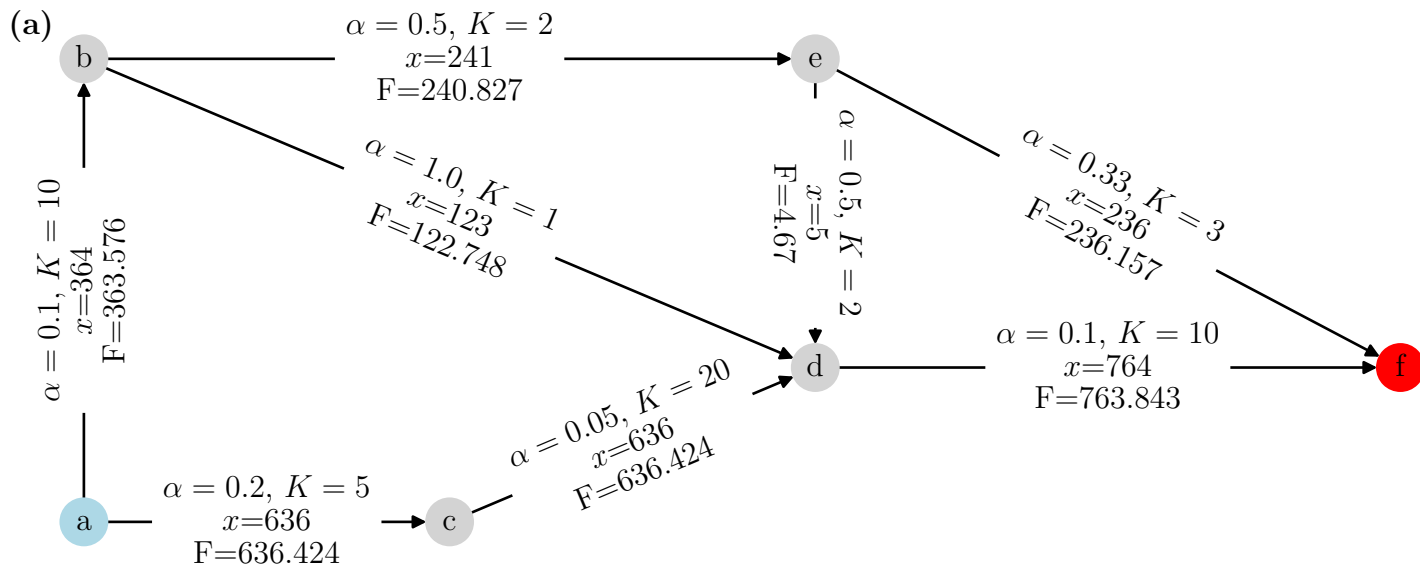 (a)
b
α = 0.5, K = 2
x=241
F=240.827
e
α = 0.1, K = 10
x=364
F=363.576
α = 1.0, K = 1
x=123
F=122.748
α = 0.5, K = 2
x=5
F=4.67
α = 0.33, K = 3
x=236
F=236.157
d
α = 0.1, K = 10
x=764
F=763.843
f
α = 0.05, K = 20
x=636
F=636.424
a
α = 0.2, K = 5
x=636
F=636.424
c